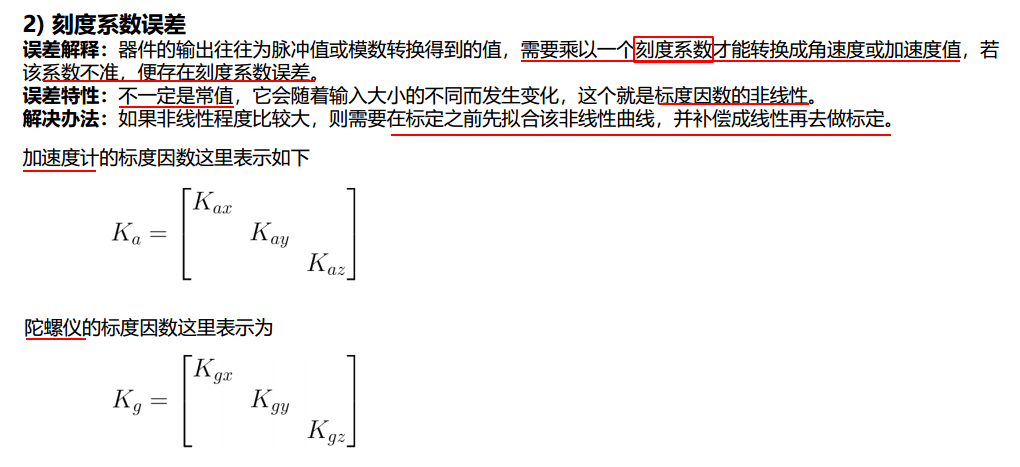 2) 刻度系数误差
误差解释：器件的输出往往为脉冲值或模数转换得到的值，需要乘以一个刻度系数才能转换成角速度或加速度值，若
该系数不准，便存在刻度系数误差。
误差特性：不一定是常值，它会随着输入大小的不同而发生变化，这个就是标度因数的非线性。
解决办法：如果非线性程度比较大，则需要在标定之前先拟合该非线性曲线，并补偿成线性再去做标定。
加速度计的标度因数这里表示如下
K_{ax}
K_a = K_{ay}
K_{az}
陀螺仪的标度因数这里表示为
K_{gx}
K_g = K_{gy}
K_{gz}